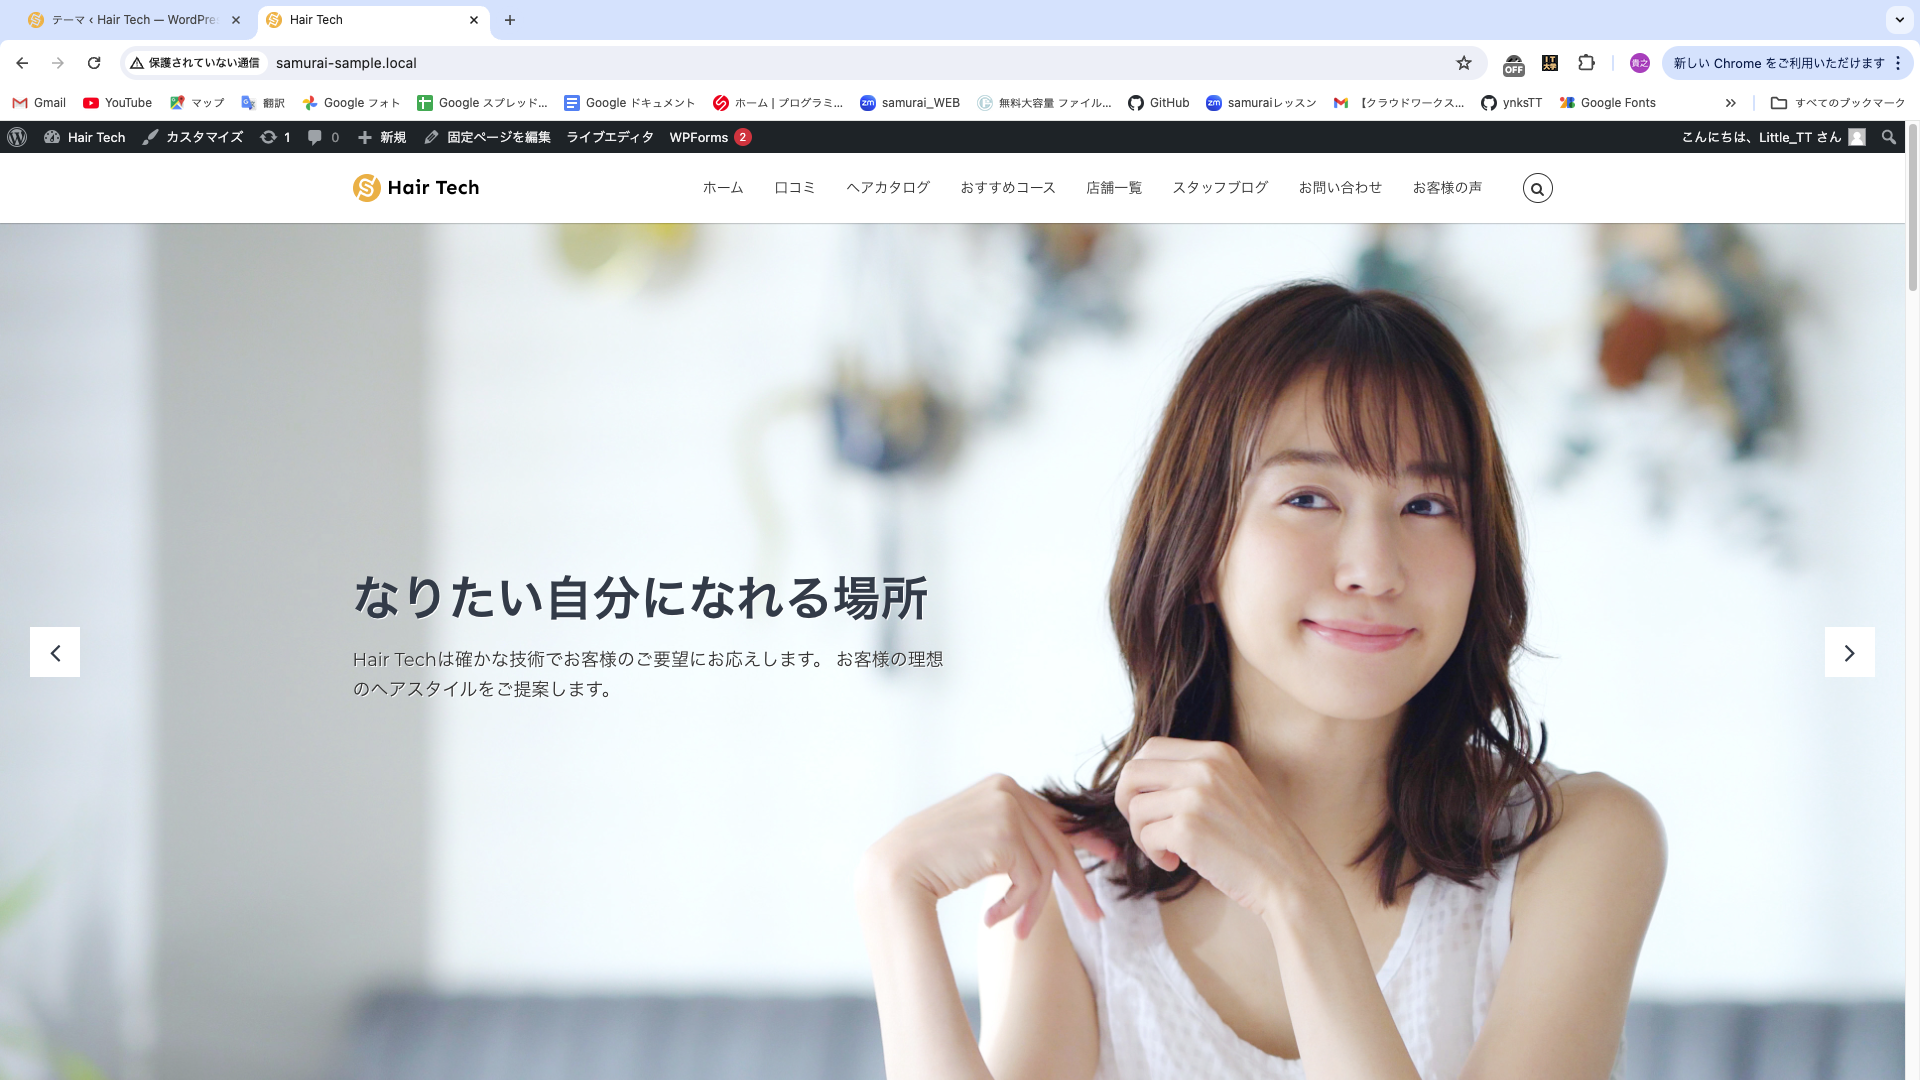 テーマ ‹ Hair Tech — WordPre
Hair Tech
保護されていない通信 samurai-sample.local
OFF
IT
大学
貴之
新しい Chrome をご利用いただけます
Gmail YouTube マップ 翻訳 Google フォト Google スプレッド... Google ドキュメント ホーム | プログラミ... zm samurai_WEB 無料大容量 ファイル... GitHub zm samuraiレッスン 【クラウドワークス... ynksTT Google Fonts すべてのブックマーク
Hair Tech カスタマイズ 1 0 新規 固定ページを編集 ライブエディタ WPForms 2 こんにちは、Little_TT さん
Hair Tech ホーム 口コミ ヘアカタログ おすすめコース 店舗一覧 スタッフブログ お問い合わせ お客様の声
なりたい自分になれる場所
Hair Techは確かな技術でお客様のご要望にお応えします。 お客様の理想
のヘアスタイルをご提案します。